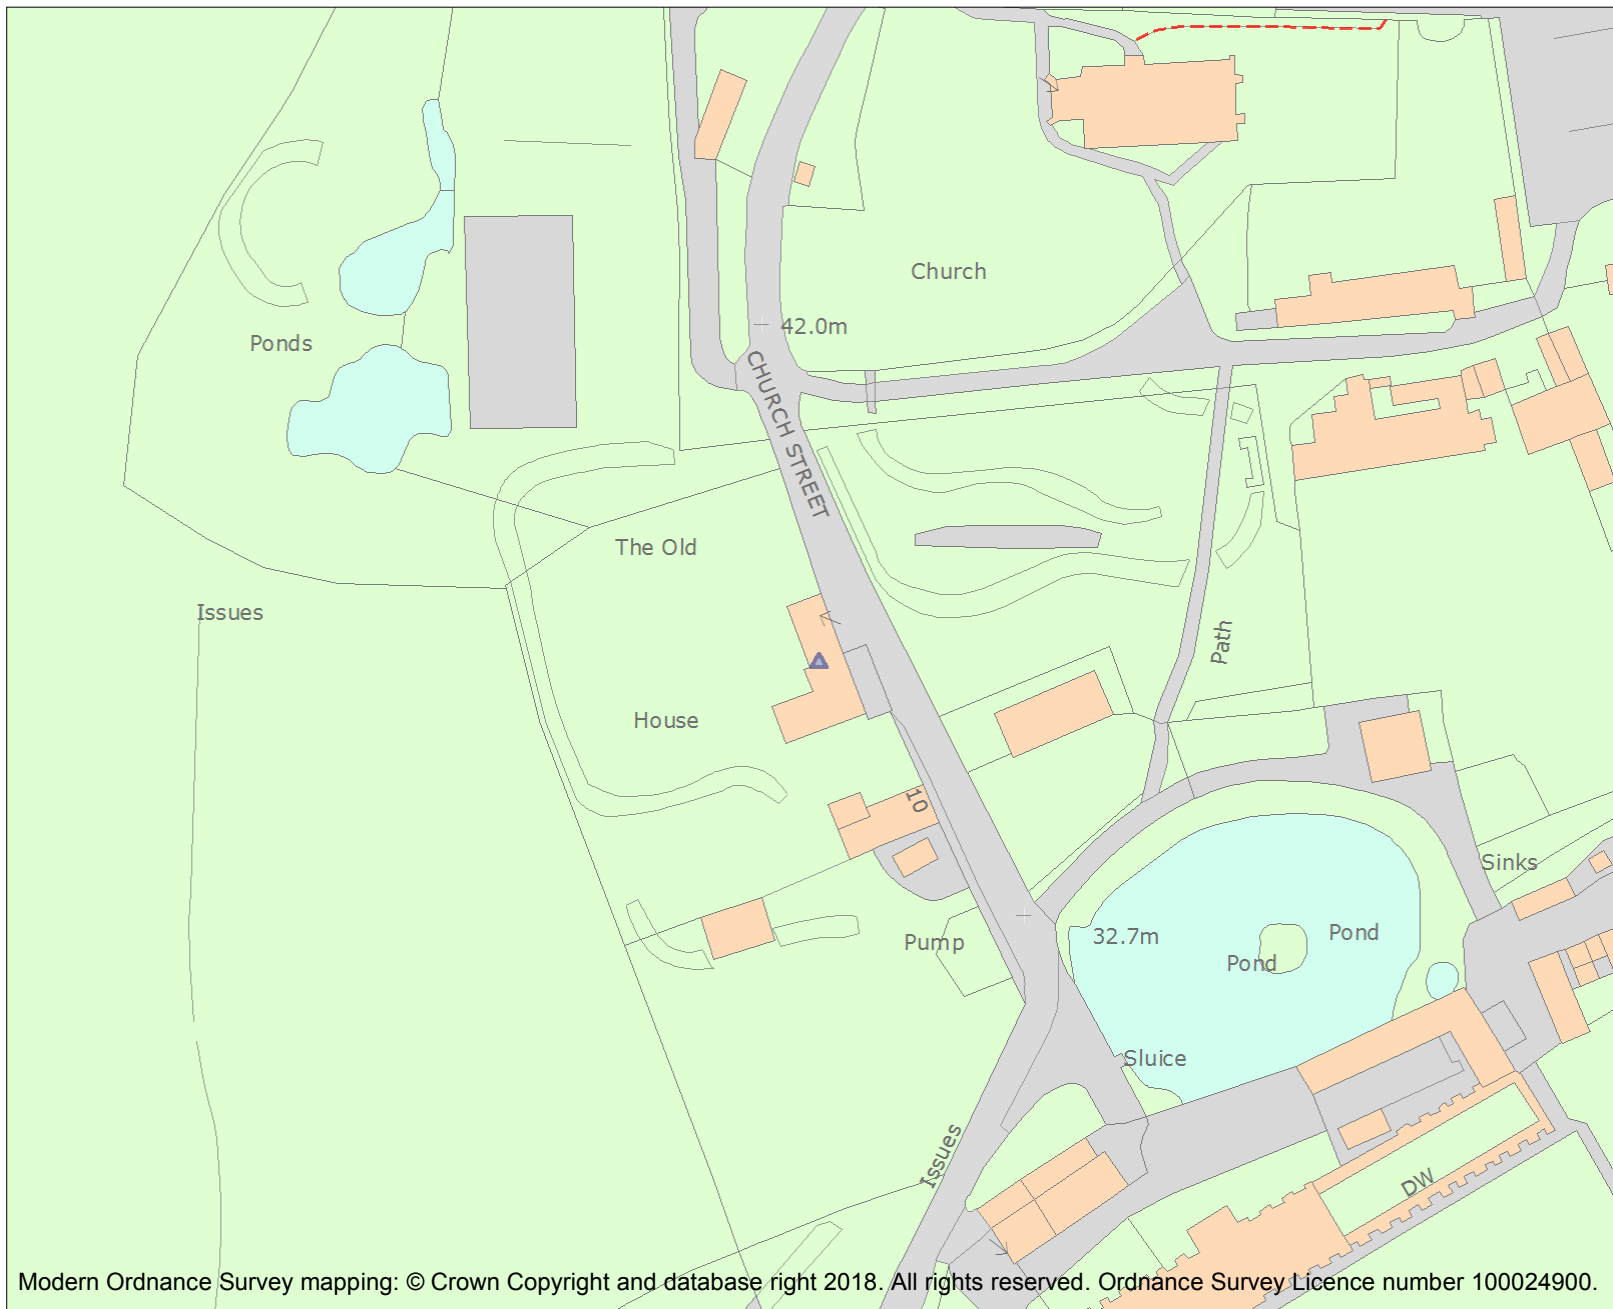 Church
42.0m
Ponds
CHURCH STREET
The Old
Issues
Path
House
10
Sinks
Pump
32.7m
Pond
Pond
Sluice
Issues
DW
Modern Ordnance Survey mapping: © Crown Copyright and database right 2018. All rights reserved. Ordnance Survey Licence number 100024900.